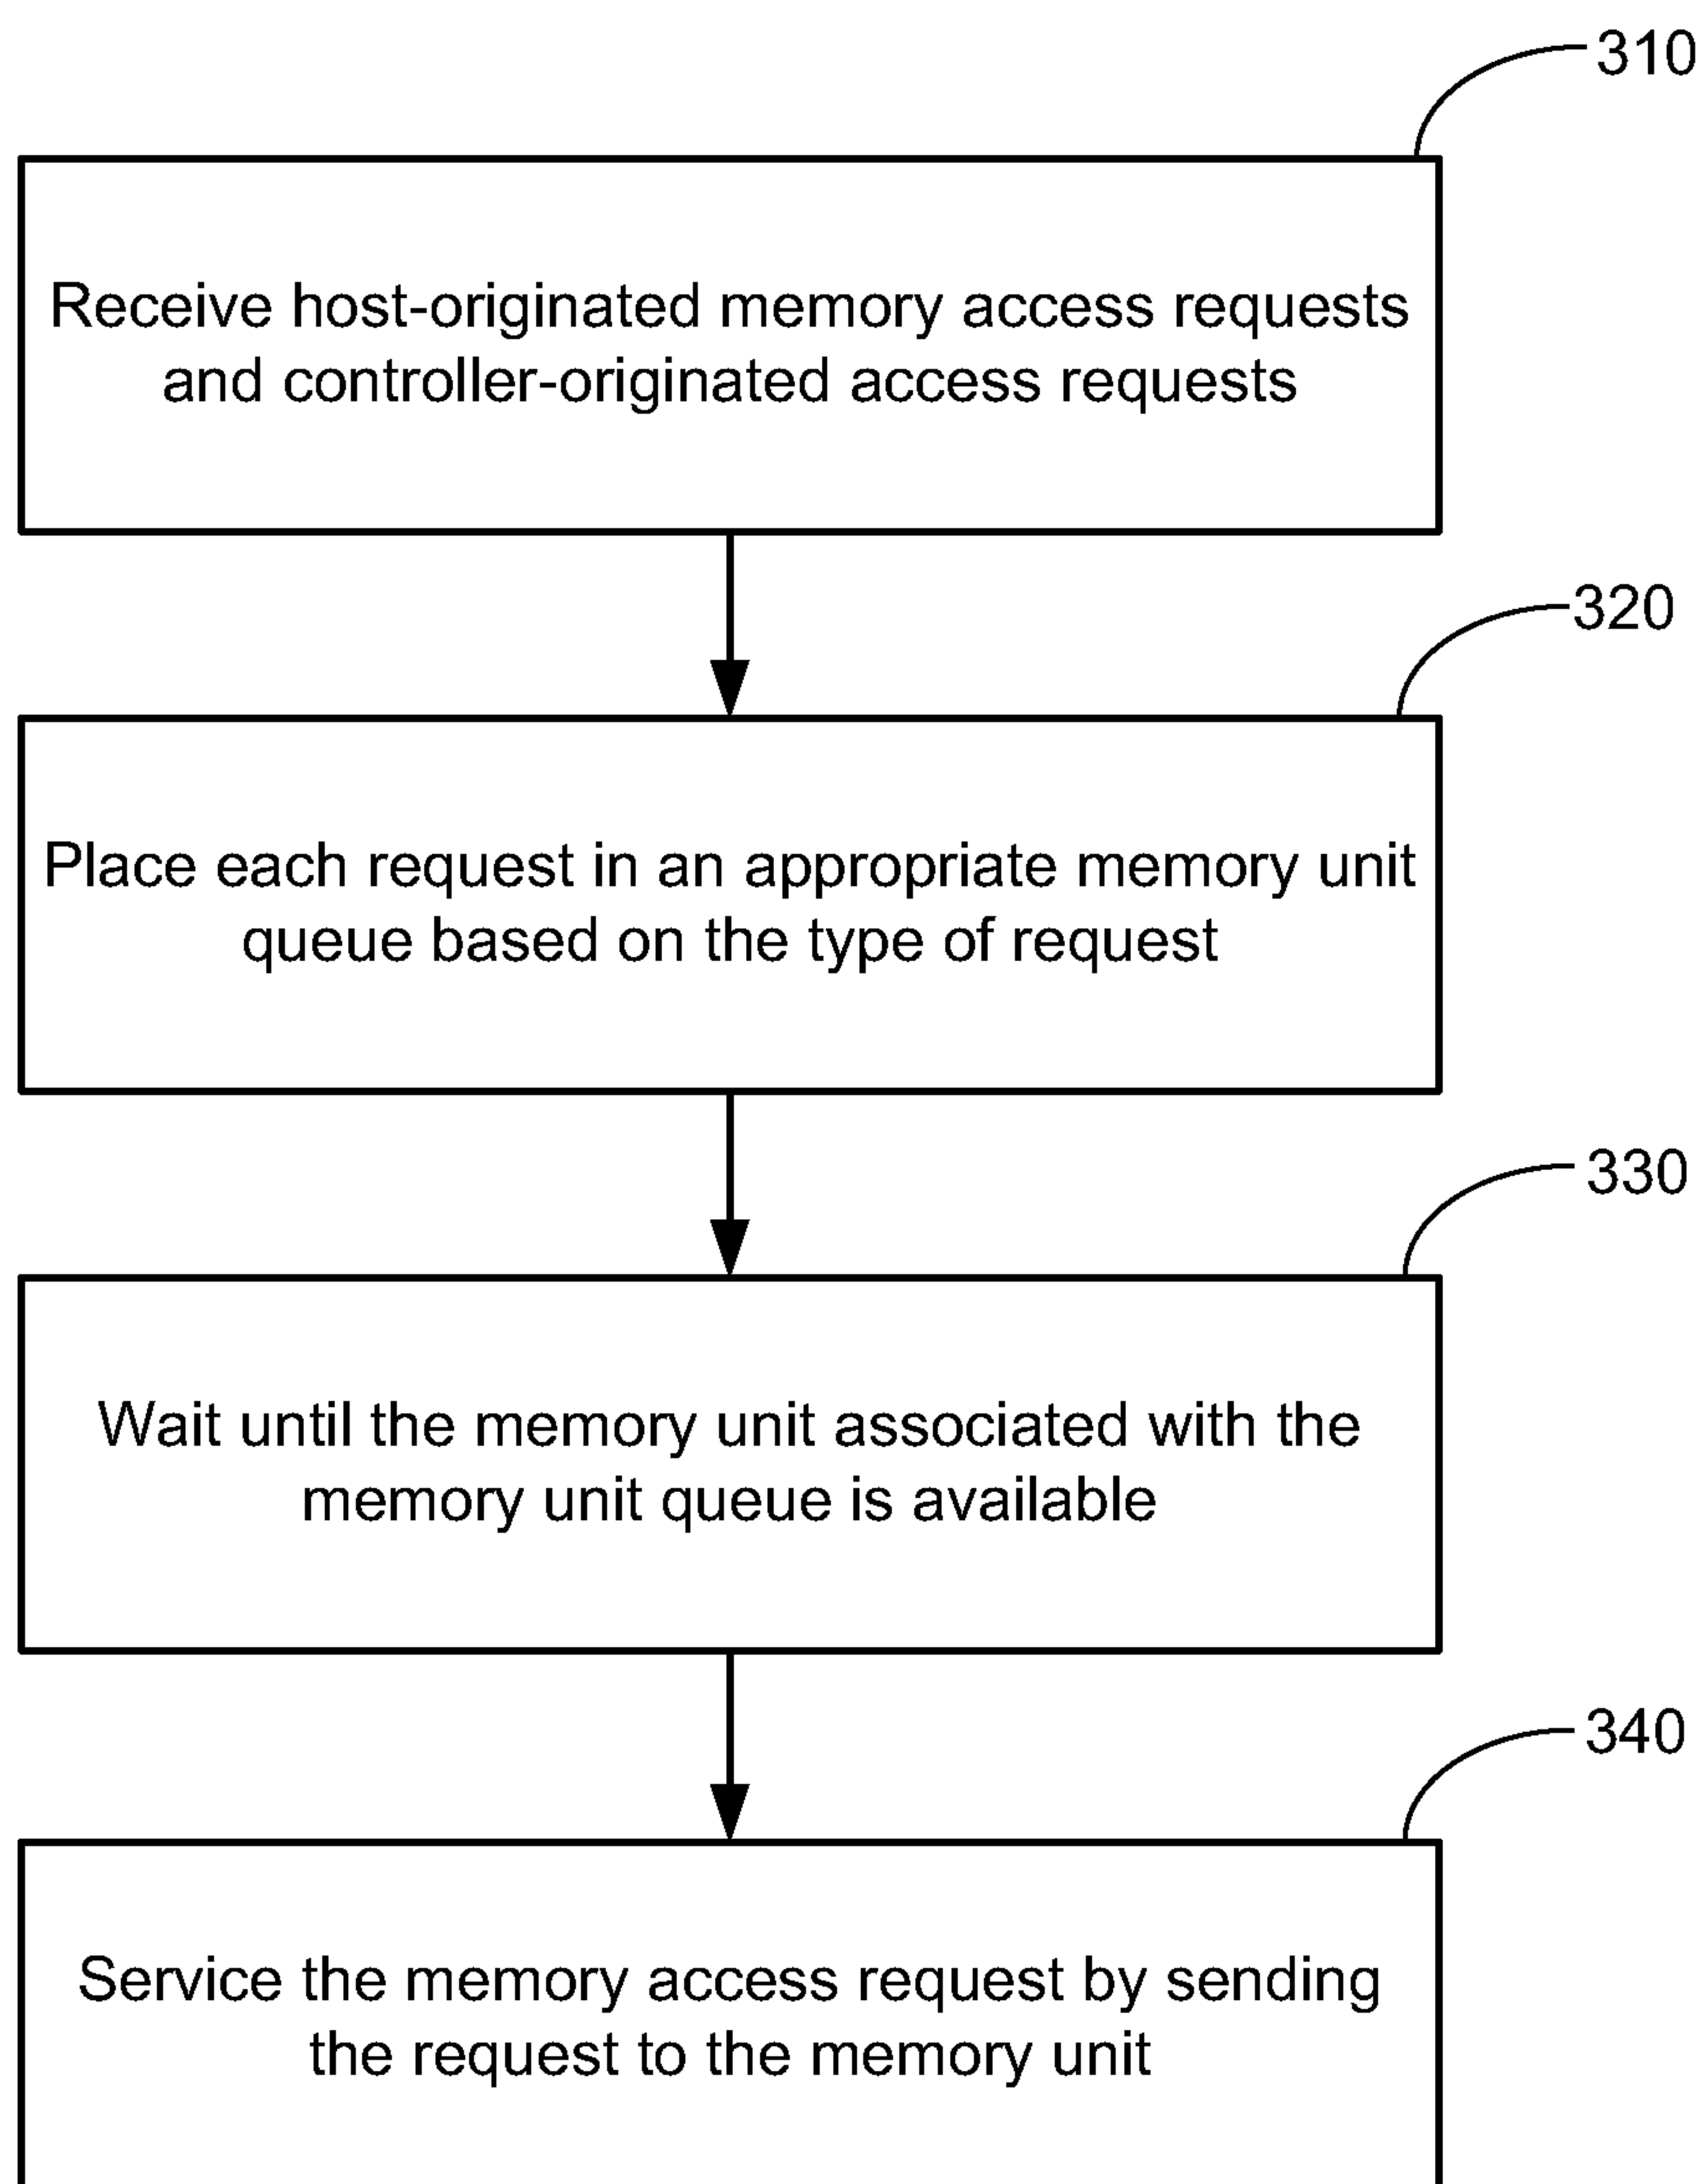 310
Receive host-originated memory access requests
and controller-originated access requests
320
Place each request in an appropriate memory unit
queue based on the type of request
330
Wait until the memory unit associated with the
memory unit queue is available
340
Service the memory access request by sending
the request to the memory unit